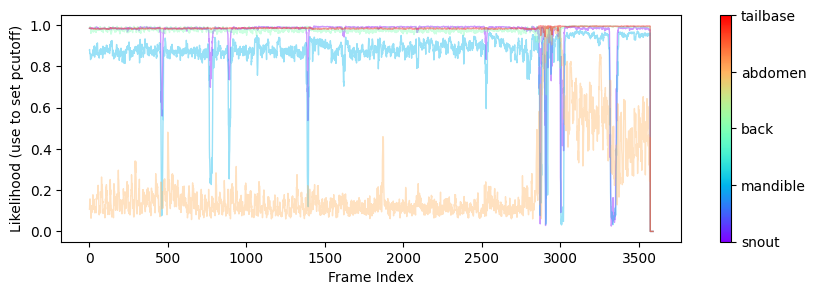 Likelihood (use to set pcutoff)
1.0
0.8
0.6
0.4
0.2
0.0
0 500 1000 1500 2000 2500 3000 3500
Frame Index
tailbase
abdomen
back
mandible
snout